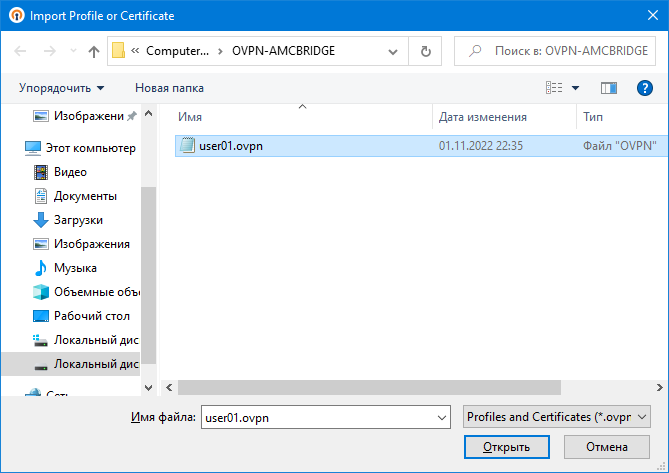 Import Profile or Certificate
Computer... OVPN-AMCBRIDGE
Поиск в: OVPN-AMCBRIDGE
Упорядочить Новая папка
Изображени
Этот компьютер
Видео
Документы
Загрузки
Изображения
Музыка
Объемные объ
Рабочий стол
Локальный дис
Локальный дис
Сеть
Имя Дата изменения Тип
user01.ovpn 01.11.2022 22:35 Файл "OVPN"
Имя файла: user01.ovpn Profiles and Certificates (*.ovpn
Открыть Отмена